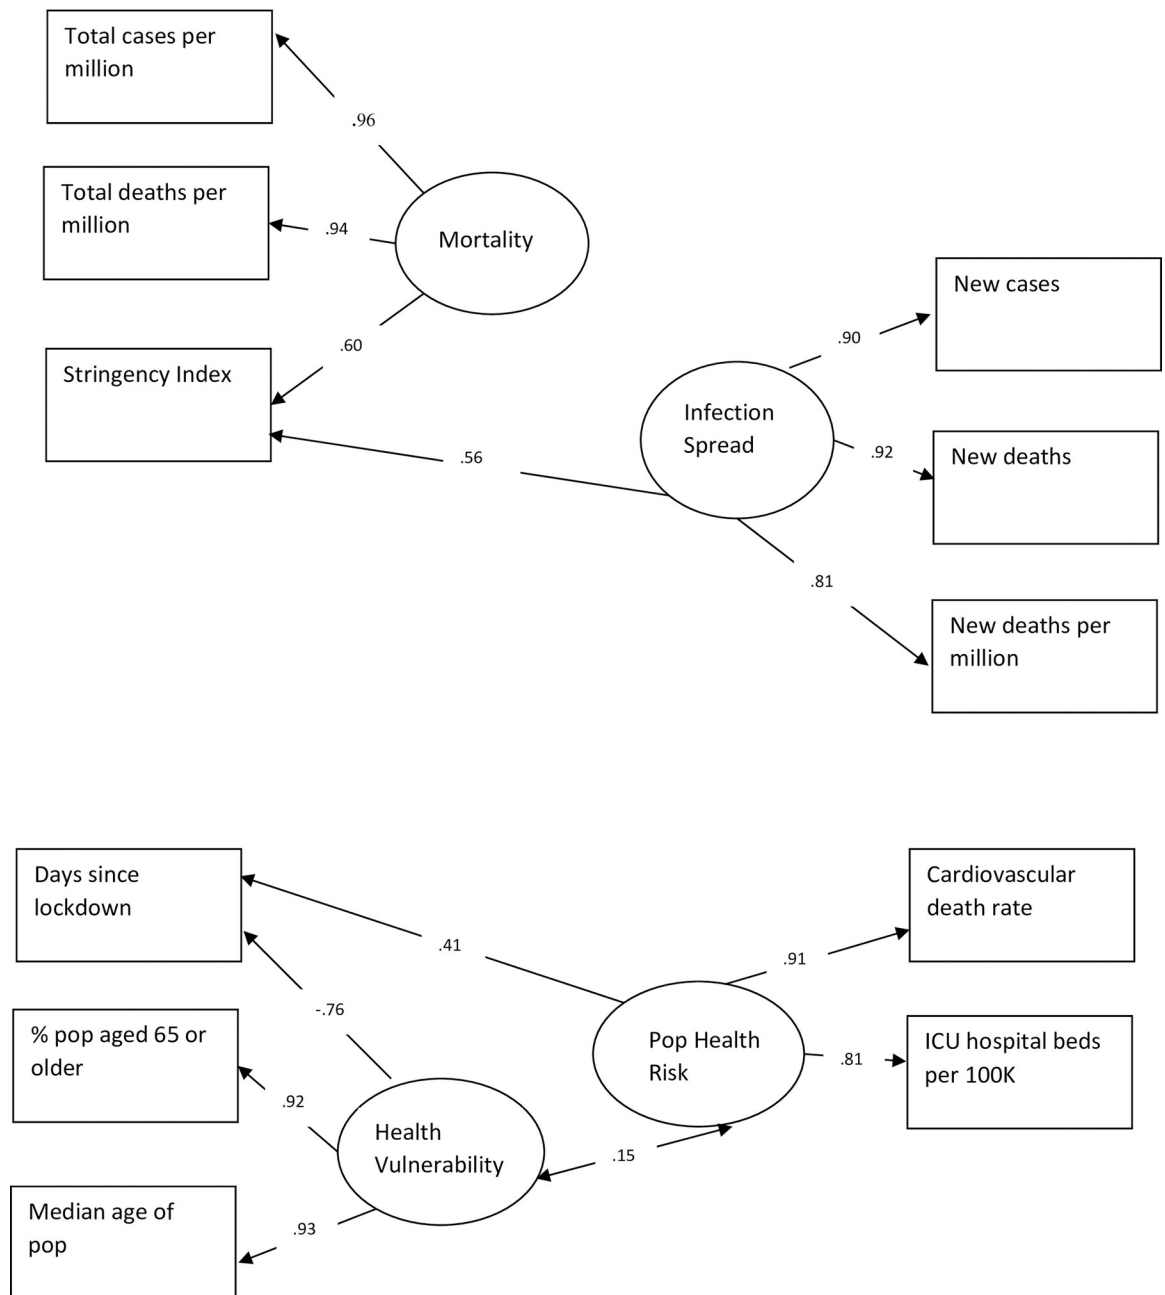 Total cases per
million
.96
Total deaths per
million
.94
Mortality
Stringency Index
.60
.56
Infection
Spread
New cases
.90
New deaths
.92
New deaths per
million
.81
Days since
lockdown
.41
-.76
% pop aged 65 or
older
.92
Health
Vulnerability
Median age of
pop
.93
.15
Pop Health
Risk
Cardiovascular
death rate
.91
ICU hospital beds
per 100K
.81